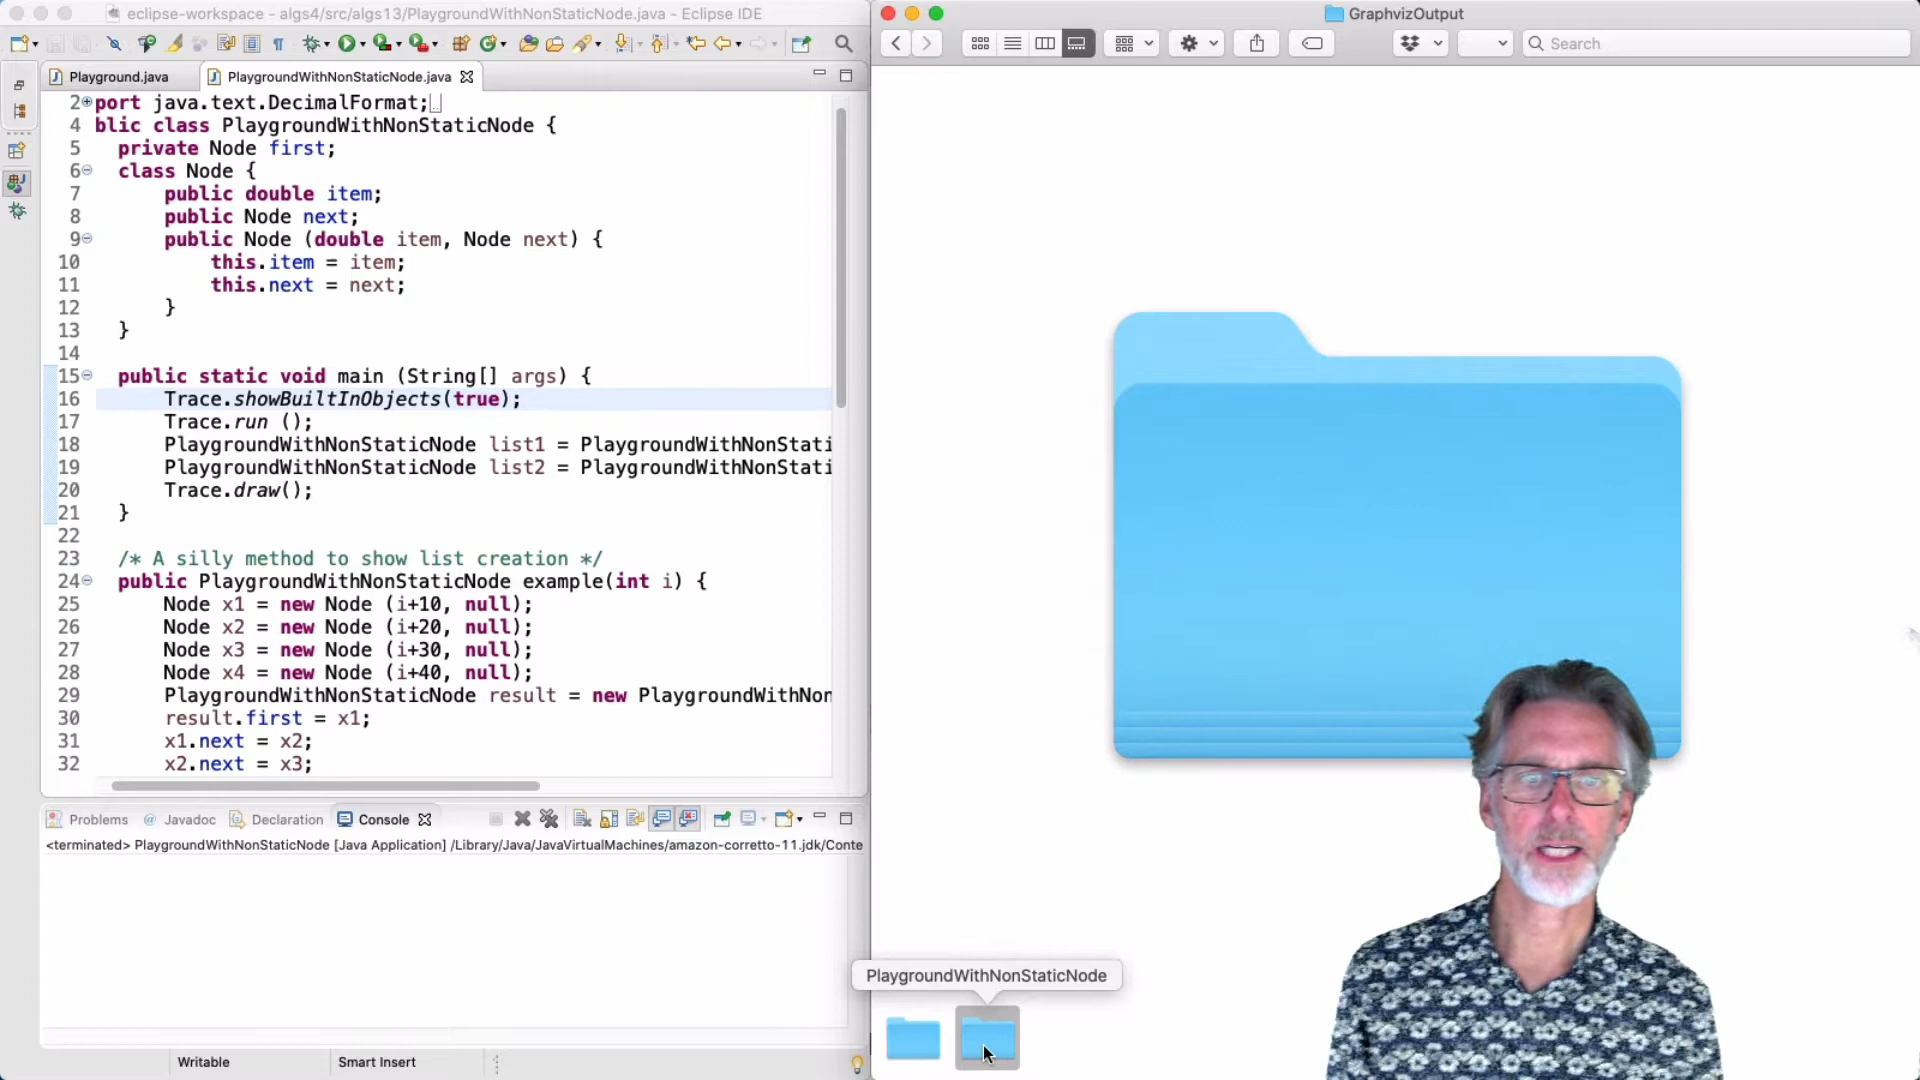 eclipse-workspace - algs4/src/algs13/PlaygroundWithNonStaticNode.java - Eclipse IDE
Playground.java
PlaygroundWithNonStaticNode.java
2 port java.text.DecimalFormat;
4 blic class PlaygroundWithNonStaticNode {
5 private Node first;
6 class Node {
7 public double item;
8 public Node next;
9 public Node (double item, Node next) {
10 this.item = item;
11 this.next = next;
12 }
13 }
14
15 public static void main (String[] args) {
16 Trace.showBuiltInObjects(true);
17 Trace.run ();
18 PlaygroundWithNonStaticNode list1 = PlaygroundWithNonStati
19 PlaygroundWithNonStaticNode list2 = PlaygroundWithNonStati
20 Trace.draw();
21 }
22
23 /* A silly method to show list creation */
24 public PlaygroundWithNonStaticNode example(int i) {
25 Node x1 = new Node (i+10, null);
26 Node x2 = new Node (i+20, null);
27 Node x3 = new Node (i+30, null);
28 Node x4 = new Node (i+40, null);
29 PlaygroundWithNonStaticNode result = new PlaygroundWithNon
30 result.first = x1;
31 x1.next = x2;
32 x2.next = x3;
Problems
@ Javadoc
Declaration
Console
<terminated> PlaygroundWithNonStaticNode [Java Application] /Library/Java/JavaVirtualMachines/amazon-corretto-11.jdk/Conte
Writable
Smart Insert
GraphvizOutput
Search
PlaygroundWithNonStaticNode